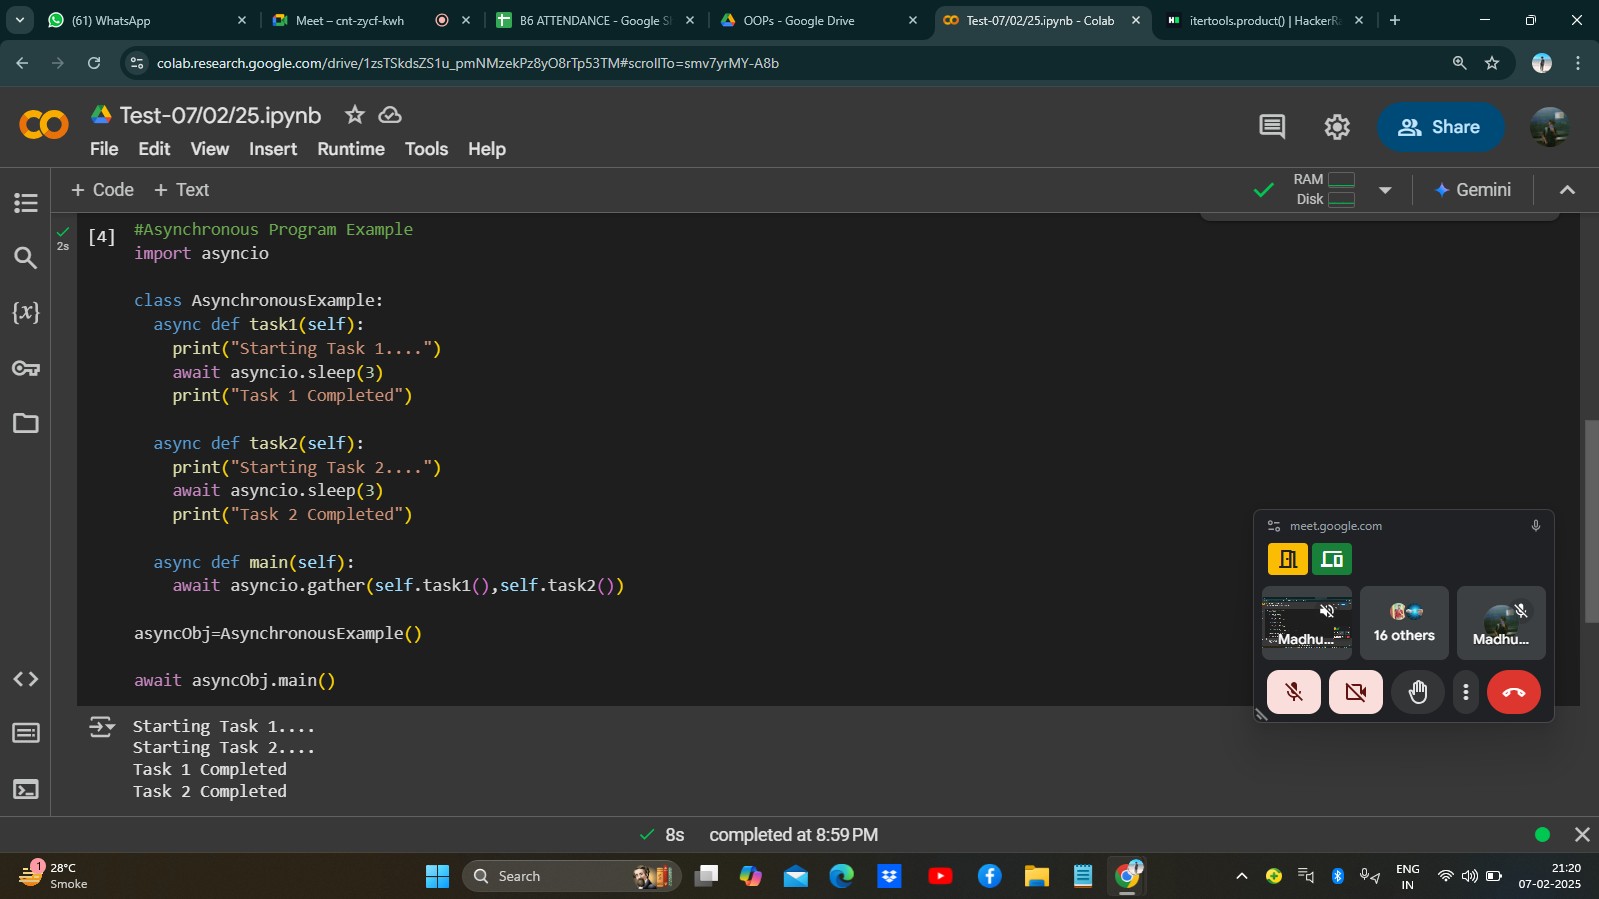 (61) WhatsApp
Meet – cnt-zycf-kwh
B6 ATTENDANCE - Google S
OOPs - Google Drive
Test-07/02/25.ipynb - Colab
itertools.product() | HackerRa
colab.research.google.com/drive/1zsTSkdsZS1u_pmNMzekPz8yO8rTp53TM#scrollTo=smv7yrMY-A8b
Test-07/02/25.ipynb
Share
File Edit View Insert Runtime Tools Help
+ Code + Text
RAM
Disk
Gemini
2s
[4]
#Asynchronous Program Example
import asyncio
class AsynchronousExample:
async def task1(self):
print("Starting Task 1....")
await asyncio.sleep(3)
print("Task 1 Completed")
async def task2(self):
print("Starting Task 2....")
await asyncio.sleep(3)
print("Task 2 Completed")
async def main(self):
await asyncio.gather(self.task1(),self.task2())
asyncObj=AsynchronousExample()
await asyncObj.main()
Starting Task 1....
Starting Task 2....
Task 1 Completed
Task 2 Completed
meet.google.com
Madhu...
16 others
Madhu...
8s completed at 8:59 PM
1
28°C
Smoke
Search
ENG
IN
21:20
07-02-2025